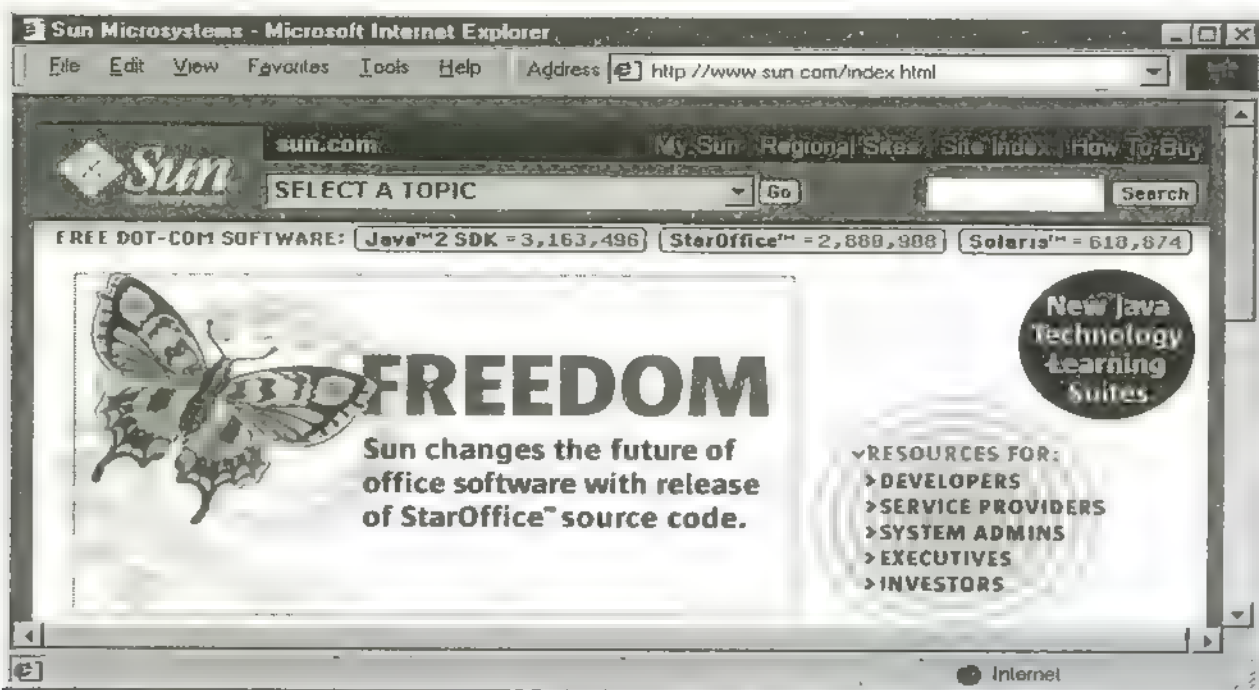 Sun Microsystems - Microsoft Internet Explorer
File Edit View Favorites Tools Help Address http //www sun com/index html
sun.com My Sun Regional Sites Site Index How To Buy
Sun
SELECT A TOPIC Go Search
FREE DOT-COM SOFTWARE: Java™2 SDK = 3,163,496 StarOffice™ = 2,880,988 Solaris™ = 618,874
New Java
Technology
Learning
Suites
FREEDOM
Sun changes the future of
office software with release
of StarOffice™ source code.
RESOURCES FOR:
>DEVELOPERS
>SERVICE PROVIDERS
>SYSTEM ADMINS
>EXECUTIVES
>INVESTORS
Internet